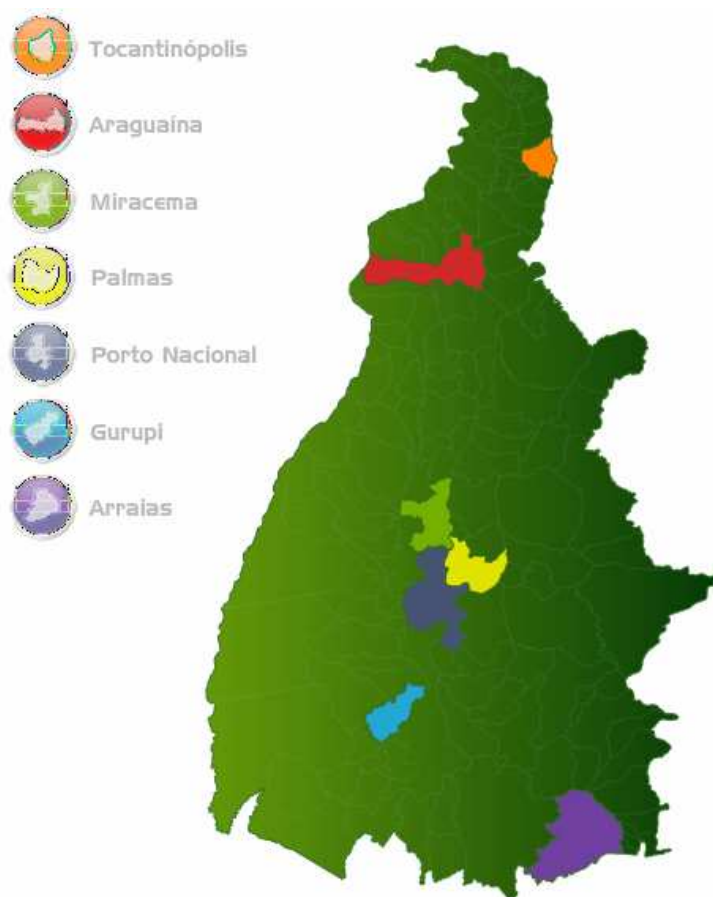 Tocantinópolis
Araguaína
Miracema
Palmas
Porto Nacional
Gurupi
Arraias